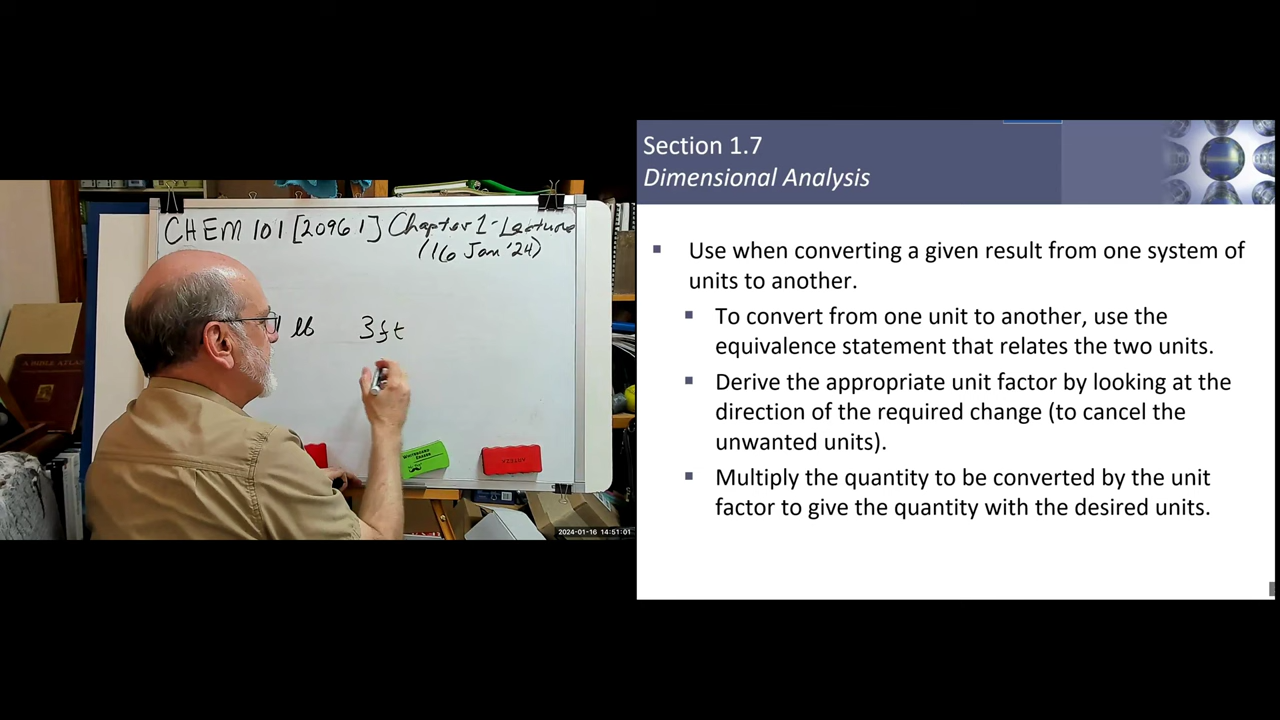 CHEM 101 [20961] Chapter 1 - Lecture
(16 Jan '24)
lb 3ft
WHITEBOARD
ERASER
2024-01-16 14:51:01
Section 1.7
Dimensional Analysis
▪ Use when converting a given result from one system of
units to another.
▪ To convert from one unit to another, use the
equivalence statement that relates the two units.
▪ Derive the appropriate unit factor by looking at the
direction of the required change (to cancel the
unwanted units).
▪ Multiply the quantity to be converted by the unit
factor to give the quantity with the desired units.